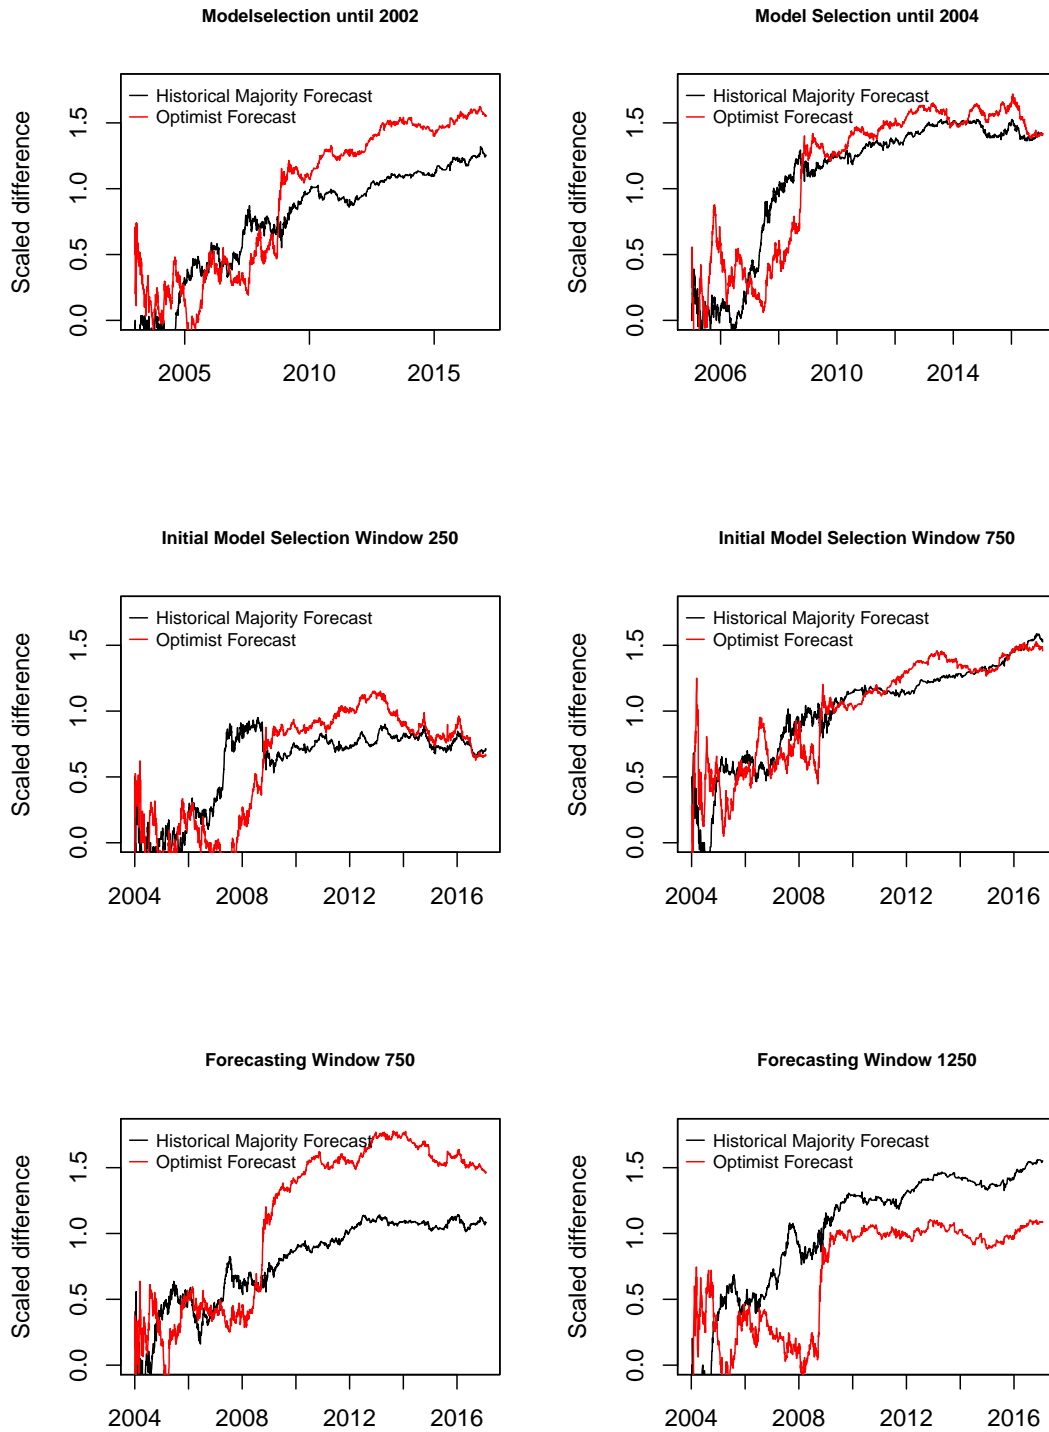 Modelselection until 2002
Historical Majority Forecast
Optimist Forecast
Scaled difference
0.0
0.5
1.0
1.5
2005 2010 2015
Model Selection until 2004
Historical Majority Forecast
Optimist Forecast
Scaled difference
0.0
0.5
1.0
1.5
2006 2010 2014
Initial Model Selection Window 250
Historical Majority Forecast
Optimist Forecast
Scaled difference
0.0
0.5
1.0
1.5
2004 2008 2012 2016
Initial Model Selection Window 750
Historical Majority Forecast
Optimist Forecast
Scaled difference
0.0
0.5
1.0
1.5
2004 2008 2012 2016
Forecasting Window 750
Historical Majority Forecast
Optimist Forecast
Scaled difference
0.0
0.5
1.0
1.5
2004 2008 2012 2016
Forecasting Window 1250
Historical Majority Forecast
Optimist Forecast
Scaled difference
0.0
0.5
1.0
1.5
2004 2008 2012 2016